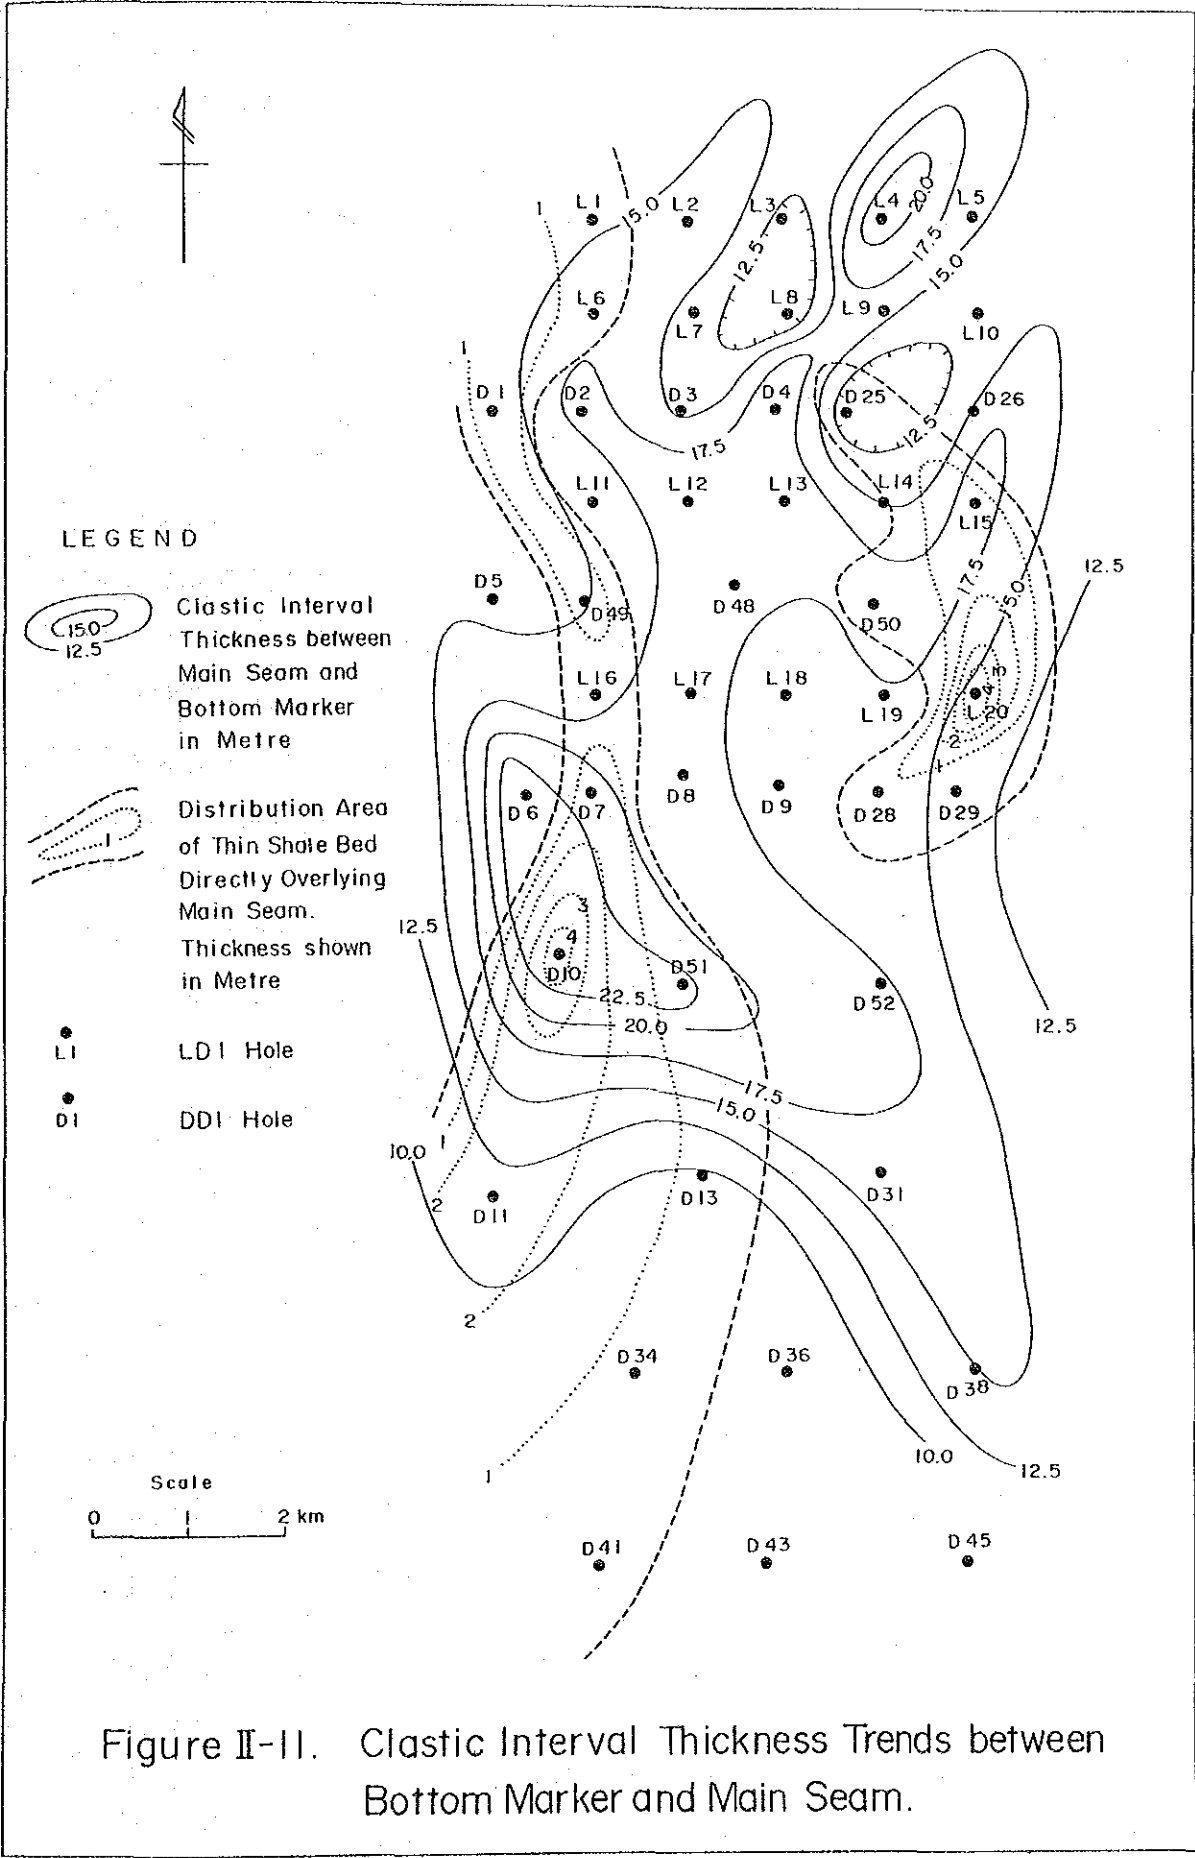 1
L1
15.0
L2
L3
L4
20.0
L5
12.5
17.5
15.0
L6
L7
L8
L9
L10
1
D1
D2
D3
D4
D25
12.5
D26
17.5
L11
L12
L13
L14
L15
LEGEND
15.0
12.5
Clastic Interval
Thickness between
Main Seam and
Bottom Marker
in Metre
D5
D49
D48
D50
17.5
15.0
12.5
L16
L17
L18
L19
L20
3
4
2
1
1
Distribution Area
of Thin Shale Bed
Directly Overlying
Main Seam.
Thickness shown
in Metre
D6
D7
D8
D9
D28
D29
12.5
3
4
D10
D51
22.5
20.0
D52
12.5
L1
LD1 Hole
D1
DD1 Hole
17.5
15.0
10.0
1
2
D11
D13
D31
2
D34
D36
D38
1
10.0
12.5
Scale
0 1 2 km
D41
D43
D45
Figure II-11. Clastic Interval Thickness Trends between
Bottom Marker and Main Seam.